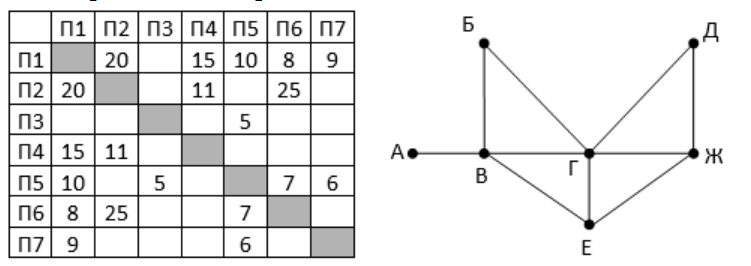 П1 П2 П3 П4 П5 П6 П7
П1 20 15 10 8 9
П2 20 11 25
П3 5
П4 15 11
П5 10 5 7 6
П6 8 25 7
П7 9 6
Б Д
А В Г Ж
Е